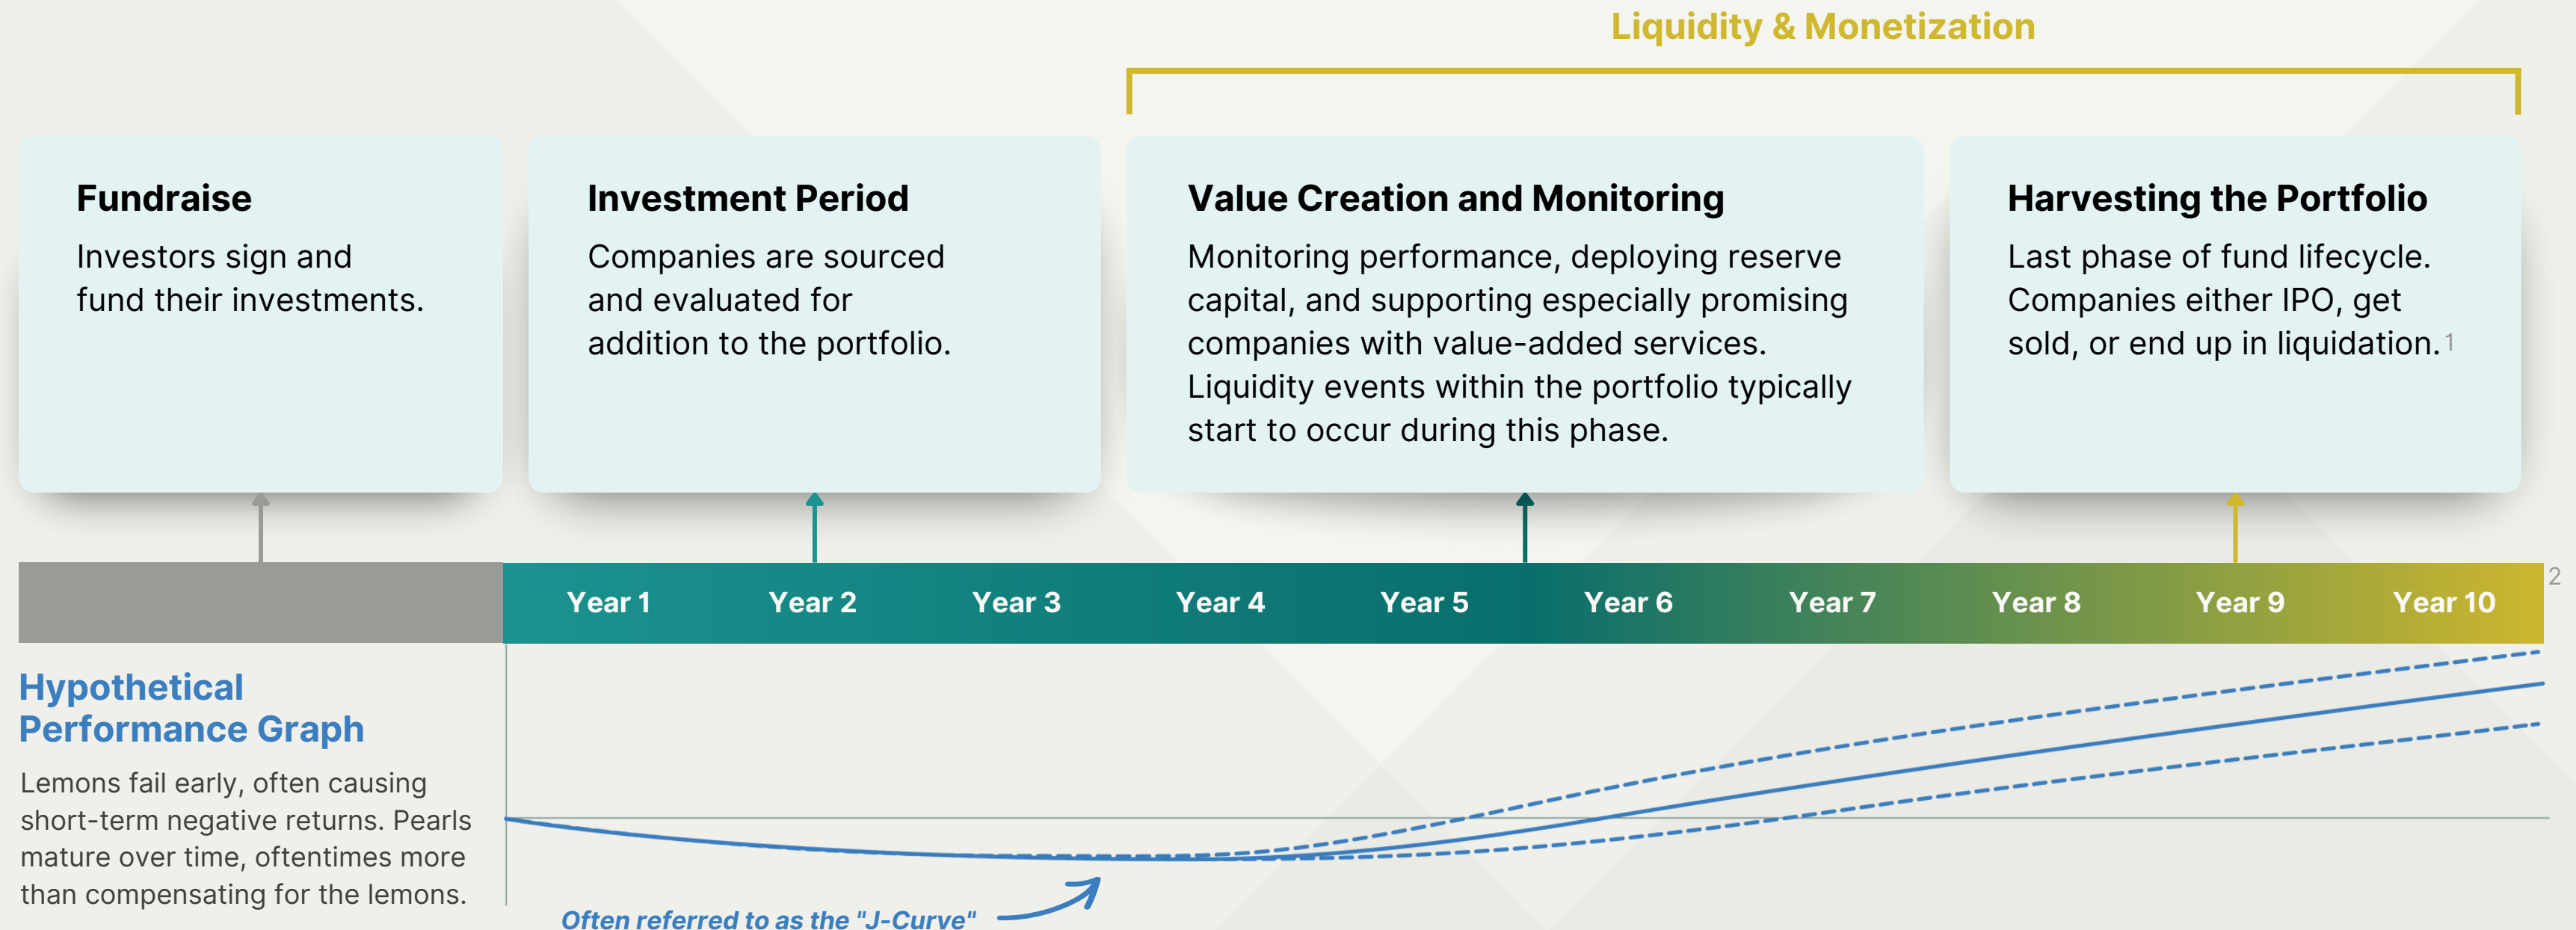 Liquidity & Monetization
Fundraise
Investors sign and
fund their investments.
Investment Period
Companies are sourced
and evaluated for
addition to the portfolio.
Value Creation and Monitoring
Monitoring performance, deploying reserve
capital, and supporting especially promising
companies with value-added services.
Liquidity events within the portfolio typically
start to occur during this phase.
Harvesting the Portfolio
Last phase of fund lifecycle.
Companies either IPO, get
sold, or end up in liquidation.1
Year 1 Year 2 Year 3 Year 4 Year 5 Year 6 Year 7 Year 8 Year 9 Year 10 2
Hypothetical
Performance Graph
Lemons fail early, often causing
short-term negative returns. Pearls
mature over time, oftentimes more
than compensating for the lemons.
Often referred to as the "J-Curve"